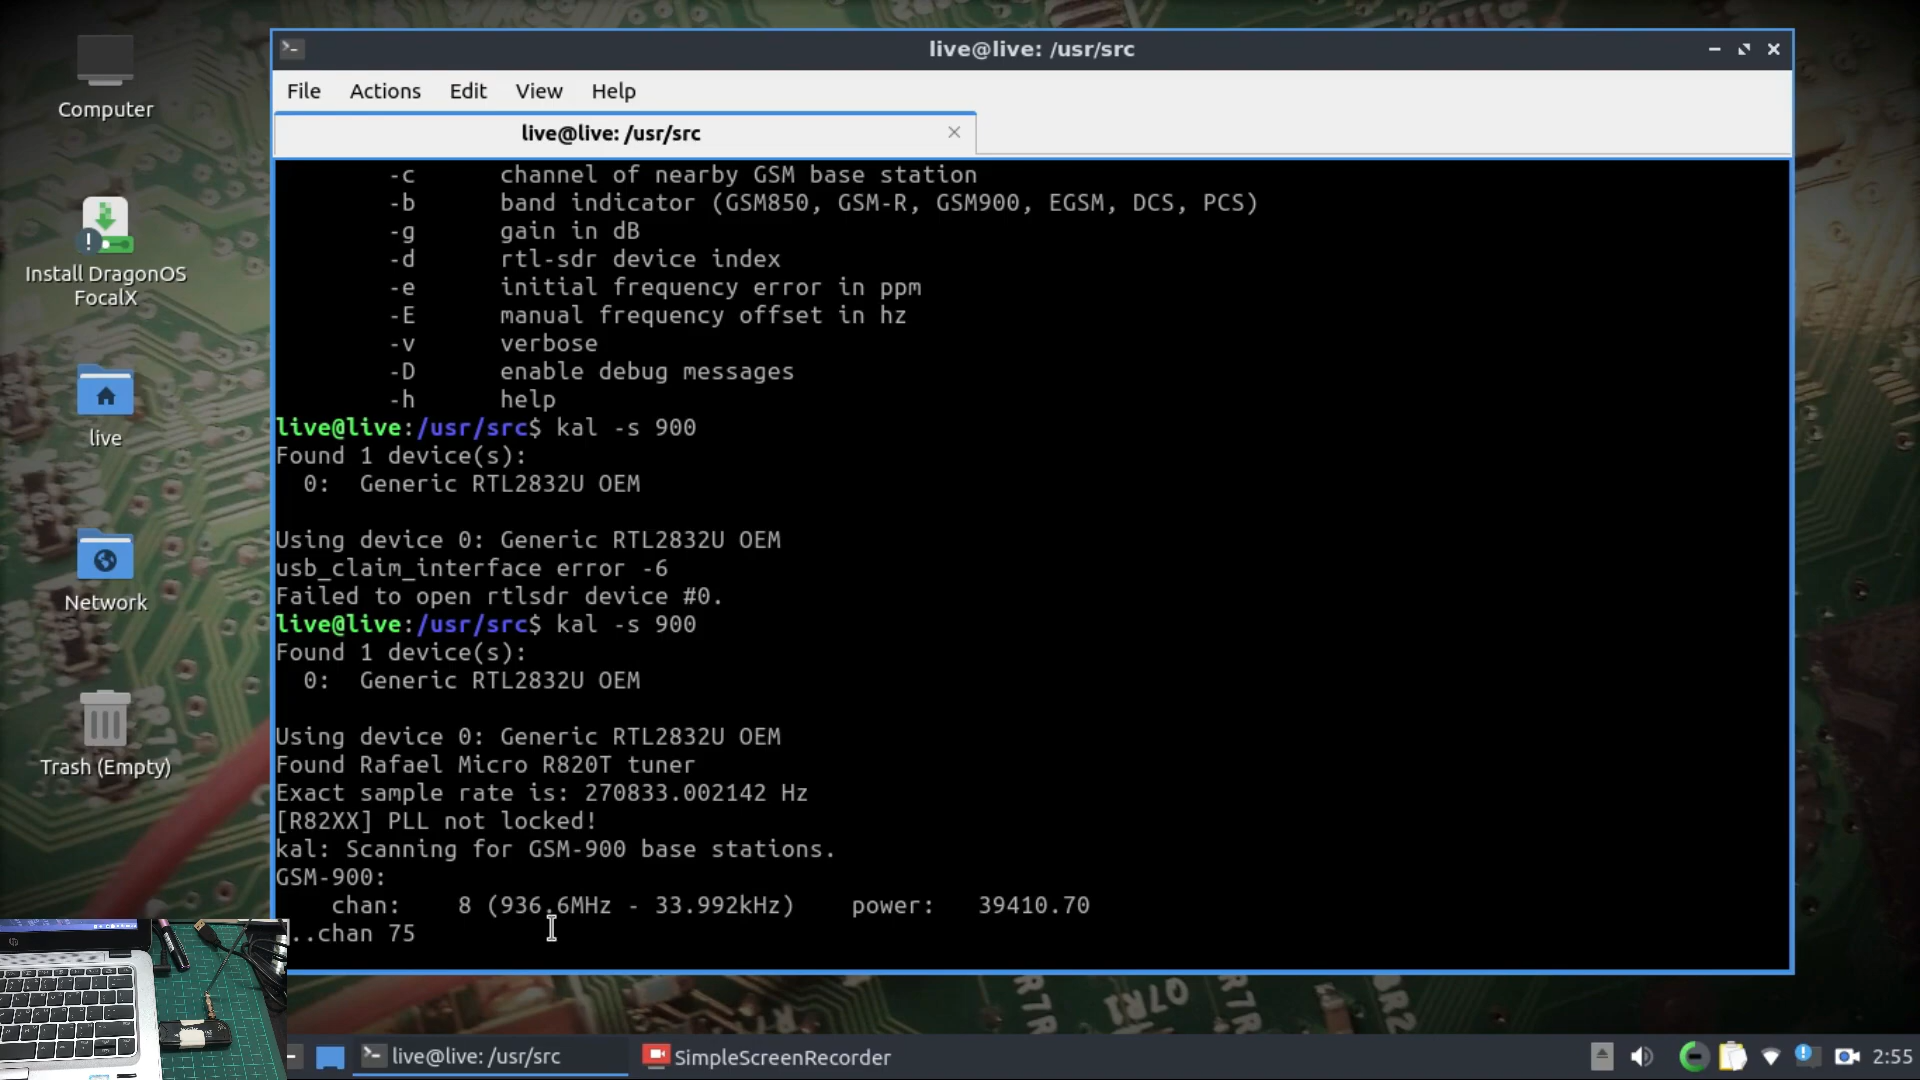 live@live: /usr/src
File Actions Edit View Help
live@live: /usr/src
-c channel of nearby GSM base station
-b band indicator (GSM850, GSM-R, GSM900, EGSM, DCS, PCS)
-g gain in dB
-d rtl-sdr device index
-e initial frequency error in ppm
-E manual frequency offset in hz
-v verbose
-D enable debug messages
-h help
live@live:/usr/src$ kal -s 900
Found 1 device(s):
0: Generic RTL2832U OEM
Using device 0: Generic RTL2832U OEM
usb_claim_interface error -6
Failed to open rtlsdr device #0.
live@live:/usr/src$ kal -s 900
Found 1 device(s):
0: Generic RTL2832U OEM
Using device 0: Generic RTL2832U OEM
Found Rafael Micro R820T tuner
Exact sample rate is: 270833.002142 Hz
[R82XX] PLL not locked!
kal: Scanning for GSM-900 base stations.
GSM-900:
chan: 8 (936.6MHz - 33.992kHz) power: 39410.70
..chan 75
Computer
Install DragonOS
FocalX
live
Network
Trash (Empty)
live@live: /usr/src
SimpleScreenRecorder
2:55